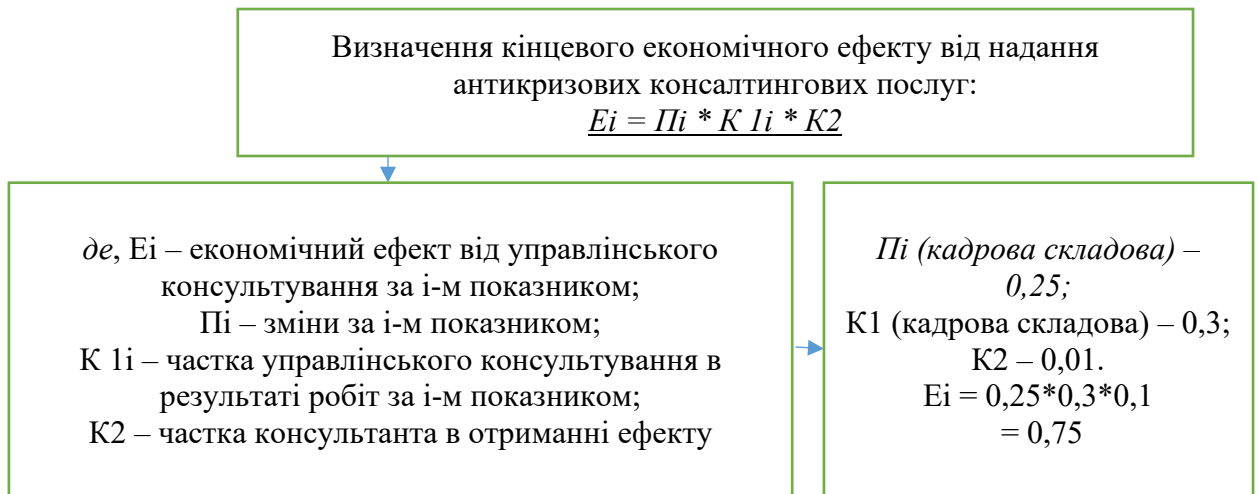 Визначення кінцевого економічного ефекту від надання
антикризових консалтингових послуг:
Еі = Пі * К 1і * К2
де, Еі – економічний ефект від управлінського
консультування за і-м показником;
Пі – зміни за і-м показником;
К 1і – частка управлінського консультування в
результаті робіт за і-м показником;
К2 – частка консультанта в отриманні ефекту
Пі (кадрова складова) –
0,25;
К1 (кадрова складова) – 0,3;
К2 – 0,01.
Еі = 0,25*0,3*0,1
= 0,75